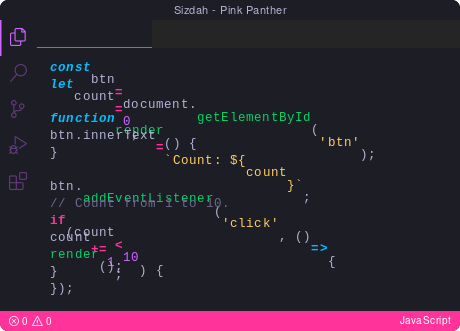 Sizdah - Pink Panther
const btn = document.getElementById('btn');
let count = 0;
function render() {
btn.innerText = `Count: ${count}`;
}
btn.addEventListener('click', () => {
// Count from 1 to 10.
if (count < 10) {
count += 1;
render();
}
});
0 0 JavaScript